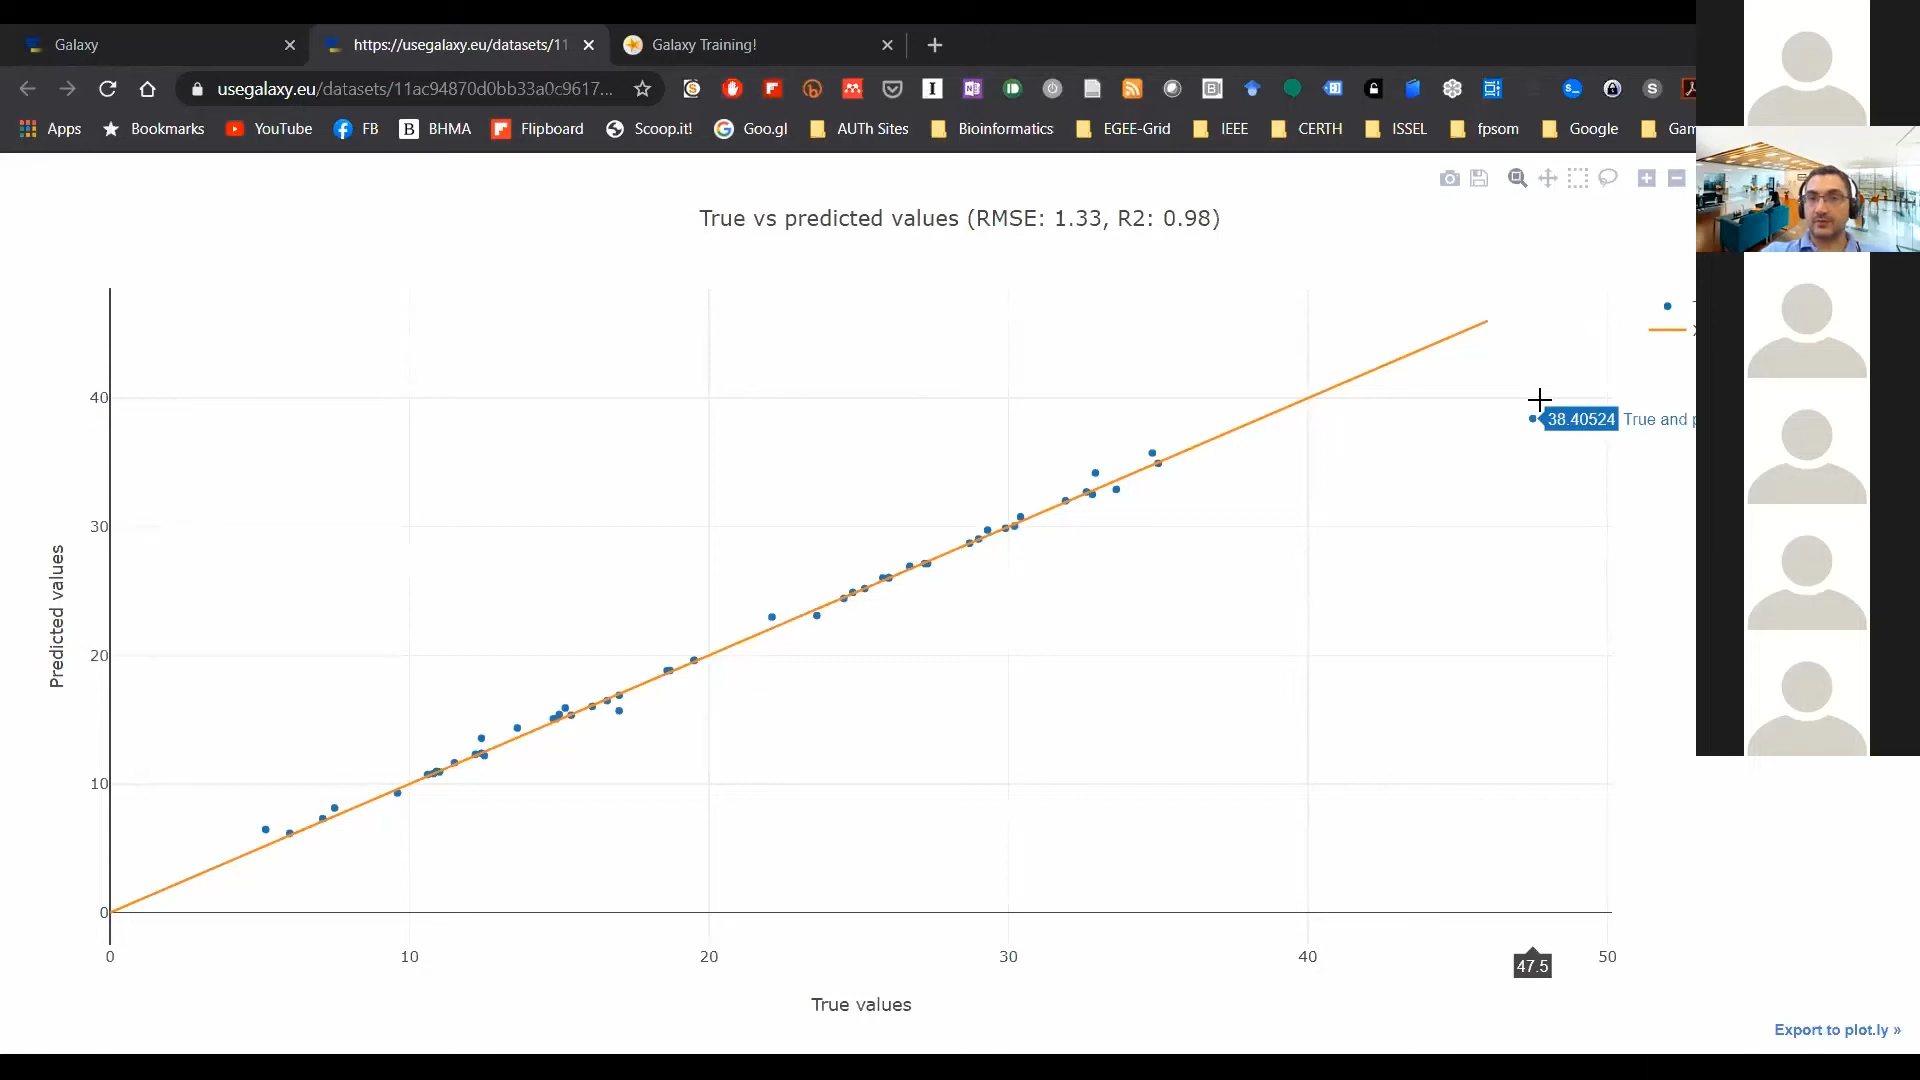 Galaxy
https://usegalaxy.eu/datasets/11
Galaxy Training!
usegalaxy.eu/datasets/11ac94870d0bb33a0c9617...
Apps Bookmarks YouTube FB BHMA Flipboard Scoop.it! Goo.gl AUTh Sites Bioinformatics EGEE-Grid IEEE CERTH ISSEL fpsom Google Gam
True vs predicted values (RMSE: 1.33, R2: 0.98)
40
38.40524 True and p
30
20
10
0
Predicted values
0 10 20 30 40 47.5 50
True values
Export to plot.ly »